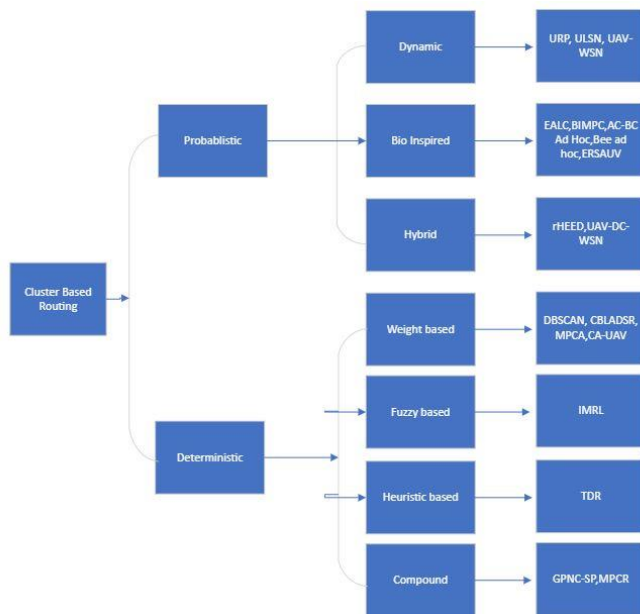 Dynamic
URP, ULSN, UAV-
WSN
Probablistic
Bio Inspired
EALC,BIMPC,AC-BC
Ad Hoc,Bee ad
hoc,ERSAUV
Hybrid
rHEED,UAV-DC-
WSN
Cluster Based
Routing
Weight based
DBSCAN, CBLADSR,
MPCA,CA-UAV
Fuzzy based
IMRL
Deterministic
Heuristic based
TDR
Compound
GPNC-SP,MPCR